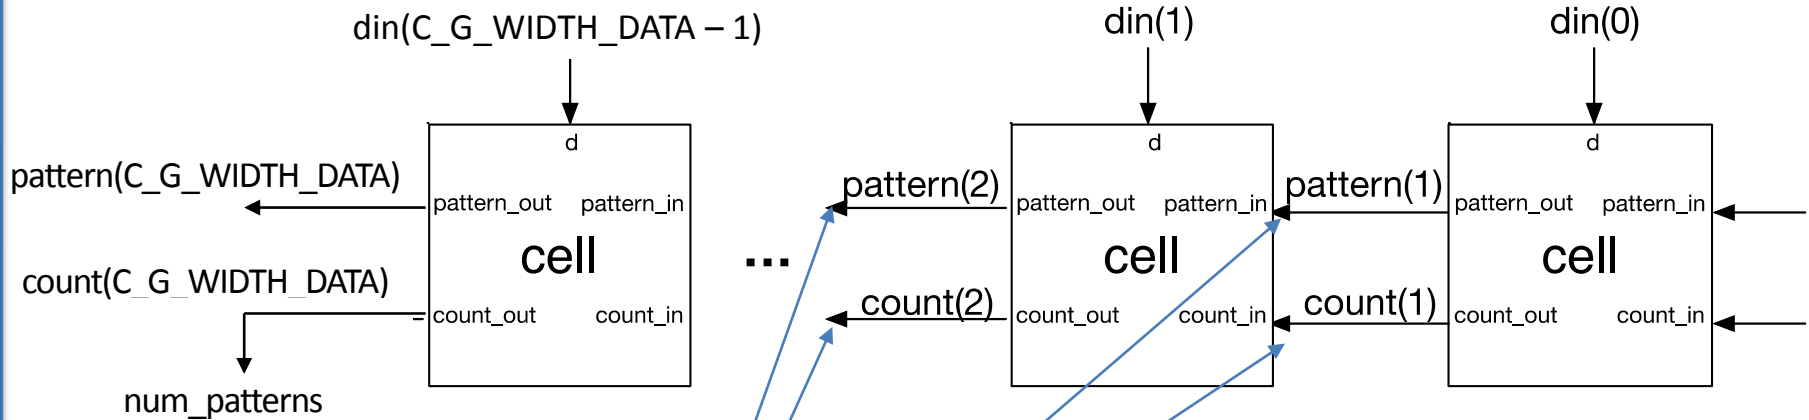 din(C_G_WIDTH_DATA – 1)
din(1)
din(0)
d
d
d
pattern(C_G_WIDTH_DATA)
pattern(2)
pattern(1)
pattern_out pattern_in
pattern_out pattern_in
pattern_out pattern_in
cell
...
cell
cell
count(C_G_WIDTH_DATA)
count(2)
count(1)
count_out count_in
count_out count_in
count_out count_in
num_patterns